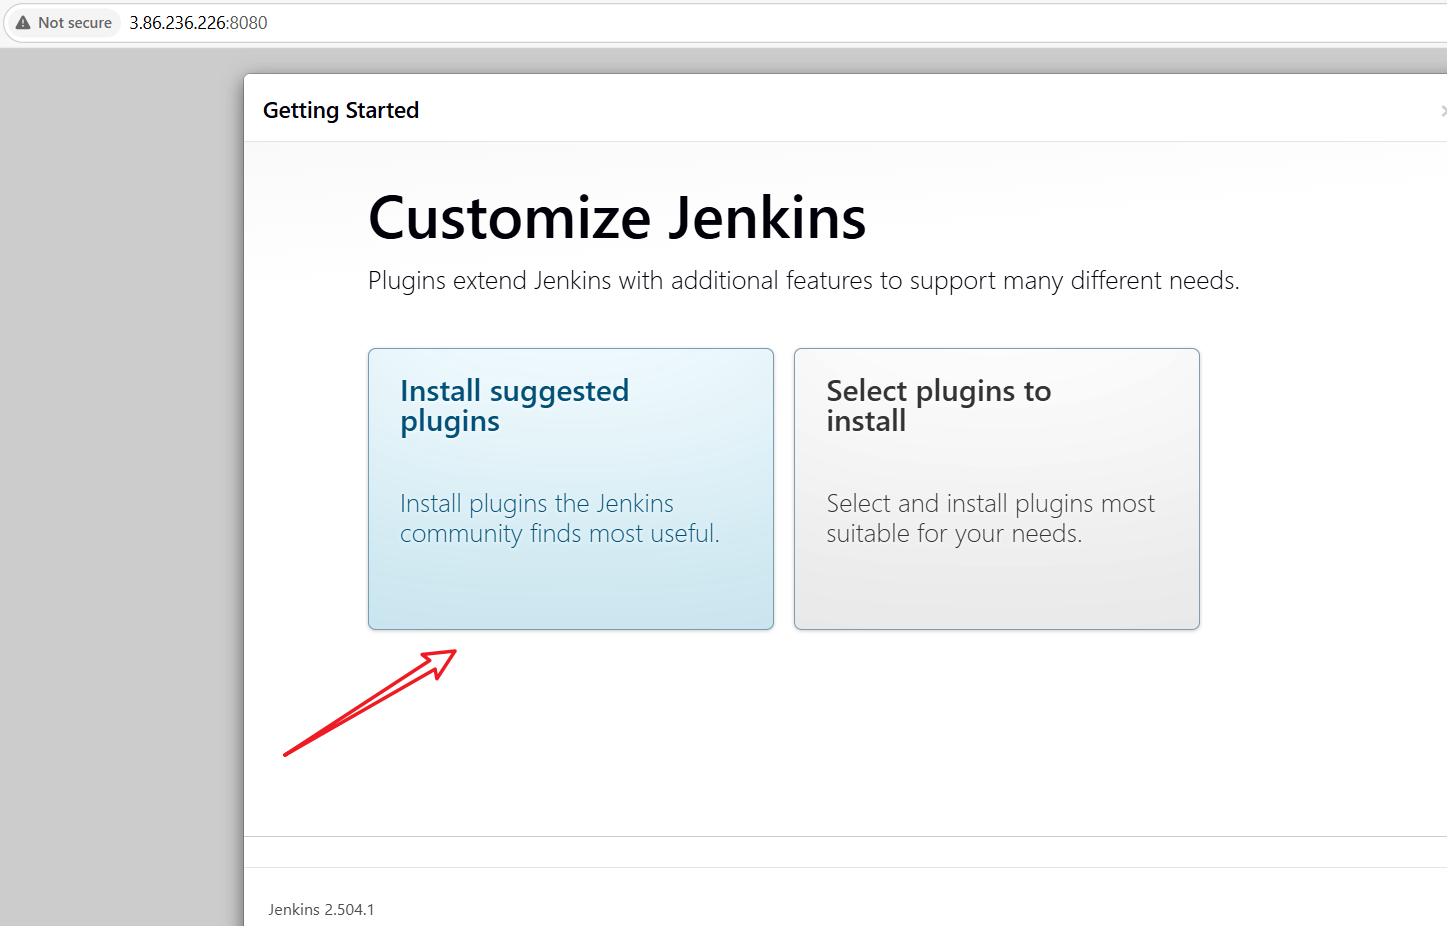 Not secure 3.86.236.226:8080
Getting Started
Customize Jenkins
Plugins extend Jenkins with additional features to support many different needs.
Install suggested
plugins
Install plugins the Jenkins
community finds most useful.
Select plugins to
install
Select and install plugins most
suitable for your needs.
Jenkins 2.504.1